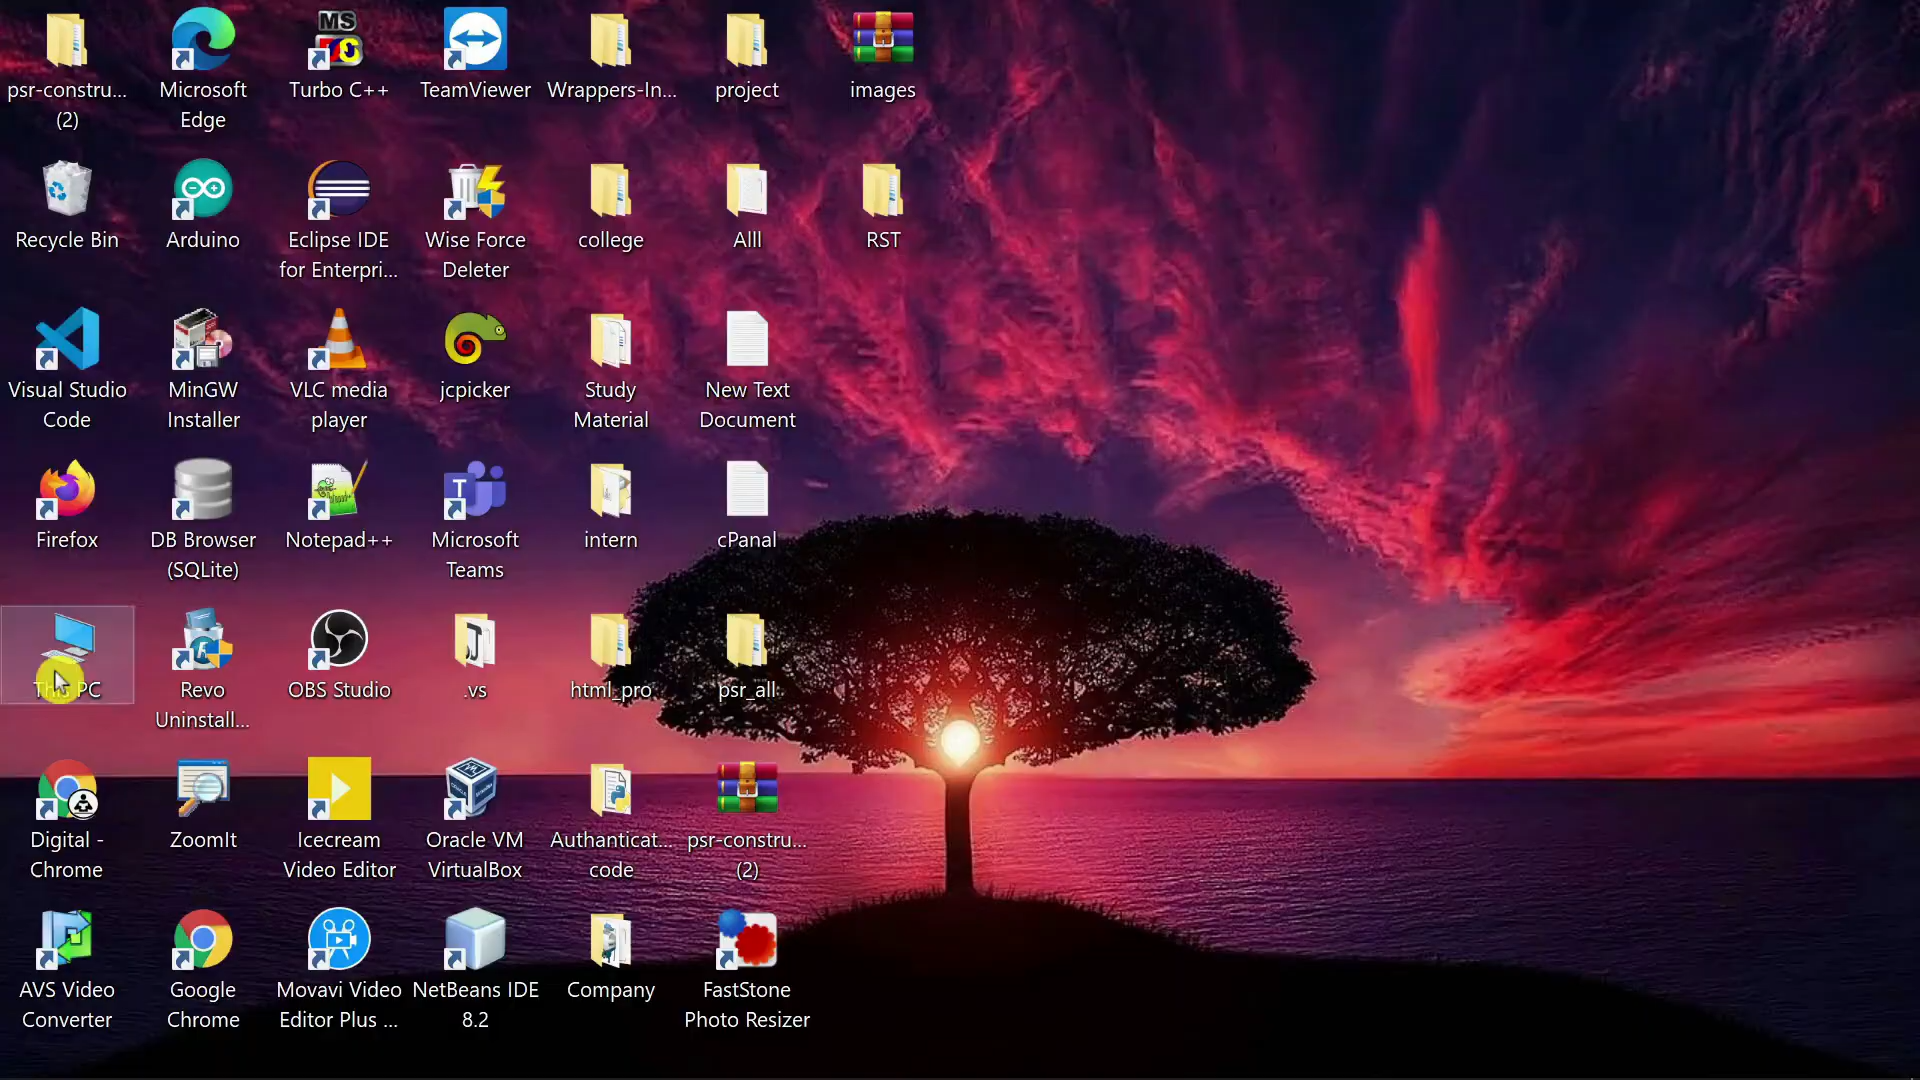 psr-constru...
(2)
Microsoft
Edge
MS
Turbo C++
TeamViewer
Wrappers-In...
project
images
Recycle Bin
Arduino
Eclipse IDE
for Enterpri...
Wise Force
Deleter
college
Alll
RST
Visual Studio
Code
MinGW
Installer
VLC media
player
jcpicker
Study
Material
New Text
Document
Firefox
DB Browser
(SQLite)
Notepad++
T
Microsoft
Teams
intern
cPanal
This PC
Revo
Uninstall...
OBS Studio
.vs
html_pro
psr_all
Digital -
Chrome
ZoomIt
Icecream
Video Editor
Oracle VM
VirtualBox
Authanticat...
code
psr-constru...
(2)
AVS Video
Converter
Google
Chrome
Movavi Video
Editor Plus ...
NetBeans IDE
8.2
Company
FastStone
Photo Resizer